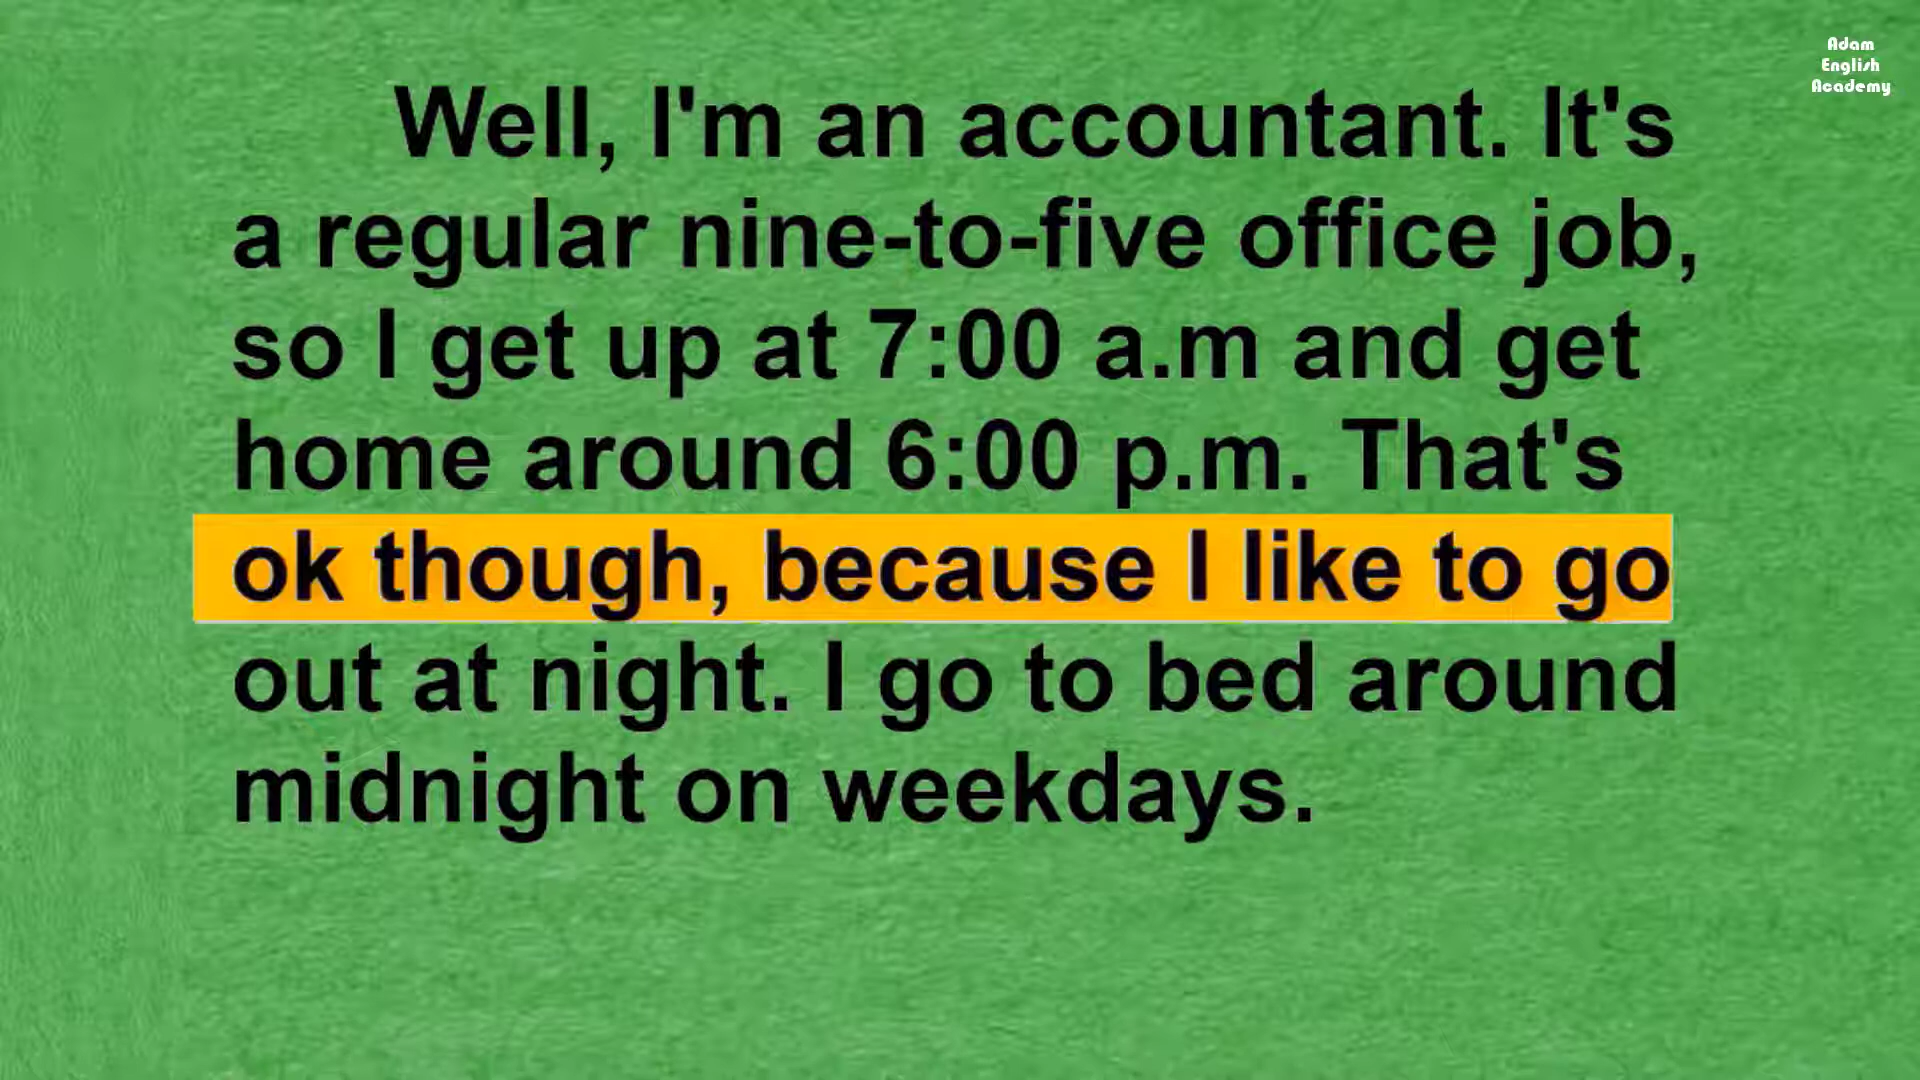 Adam
English
Academy
Well, I'm an accountant. It's
a regular nine-to-five office job,
so I get up at 7:00 a.m and get
home around 6:00 p.m. That's
ok though, because I like to go
out at night. I go to bed around
midnight on weekdays.